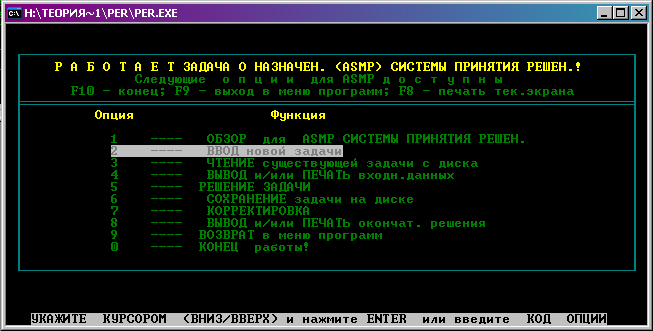 H:\ТЕОРИЯ~1\PER\PER.EXE
Р А Б О Т А Е Т ЗАДАЧА О НАЗНАЧЕН. (ASMP) СИСТЕМЫ ПРИНЯТИЯ РЕШЕН.!
Следующие о п ц и и для ASMP д о с т у п н ы
F10 - конец; F9 - выход в меню программ; F8 - печать тек.экрана
Опция Функция
1 ---- ОБЗОР для ASMP СИСТЕМЫ ПРИНЯТИЯ РЕШЕН.
2 ---- ВВОД новой задачи
3 ---- ЧТЕНИЕ существующей задачи с диска
4 ---- ВЫВОД и/или ПЕЧАТЬ входн.данных
5 ---- РЕШЕНИЕ ЗАДАЧИ
6 ---- СОХРАНЕНИЕ задачи на диске
7 ---- КОРРЕКТИРОВКА
8 ---- ВЫВОД и/или ПЕЧАТЬ окончат. решения
9 ---- ВОЗВРАТ в меню программ
0 ---- КОНЕЦ работы!
УКАЖИТЕ КУРСОРОМ (ВНИЗ/ВВЕРХ) и нажмите ENTER или введите КОД ОПЦИИ